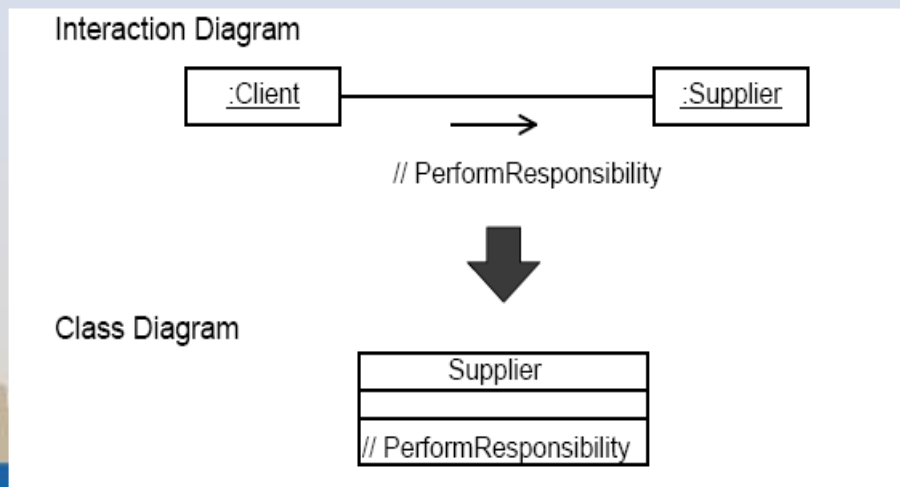 Interaction Diagram
:Client
:Supplier
// PerformResponsibility
Class Diagram
Supplier
// PerformResponsibility